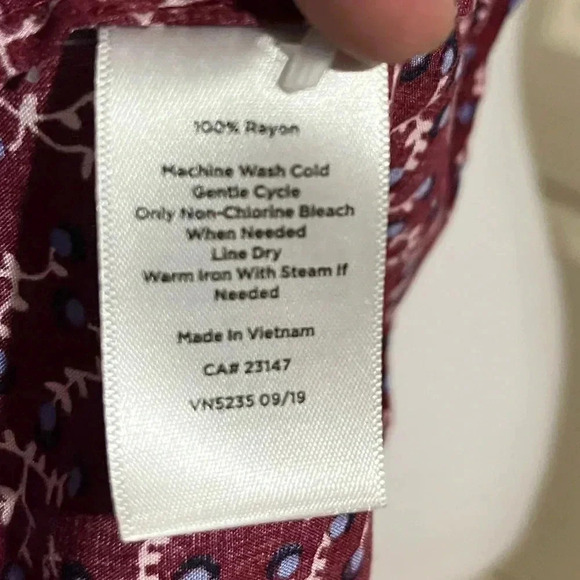 100% Rayon
Machine Wash Cold
Gentle Cycle
Only Non-Chlorine Bleach
When Needed
Line Dry
Warm Iron With Steam If
Needed
Made In Vietnam
CA# 23147
VN5235 09/19